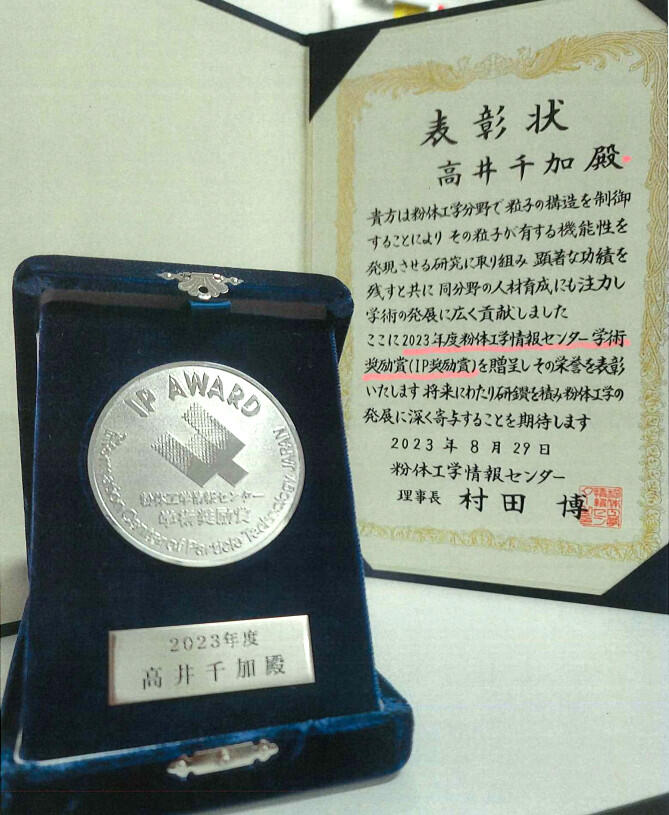 表彰状
高井千加殿
貴方は粉体工学分野で粒子の構造を制御
することにより その粒子が有する機能性を
発現させる研究に取り組み 顕著な功績を
残すと共に 同分野の人材育成にも注力し
学術の発展に広く貢献しました
ここに2023年度粉体工学情報センター学術
奨励賞(IP奨励賞)を贈呈しその栄誉を表彰
いたします 将来にわたり研鑽を積み粉体工学の
発展に深く寄与することを期待します
2023年8月29日
粉体工学情報センター
理事長 村田 博
IP AWARD
粉体工学情報センター
学術奨励賞
Information Center of Particle Technology, JAPAN
2023年度
高井千加殿